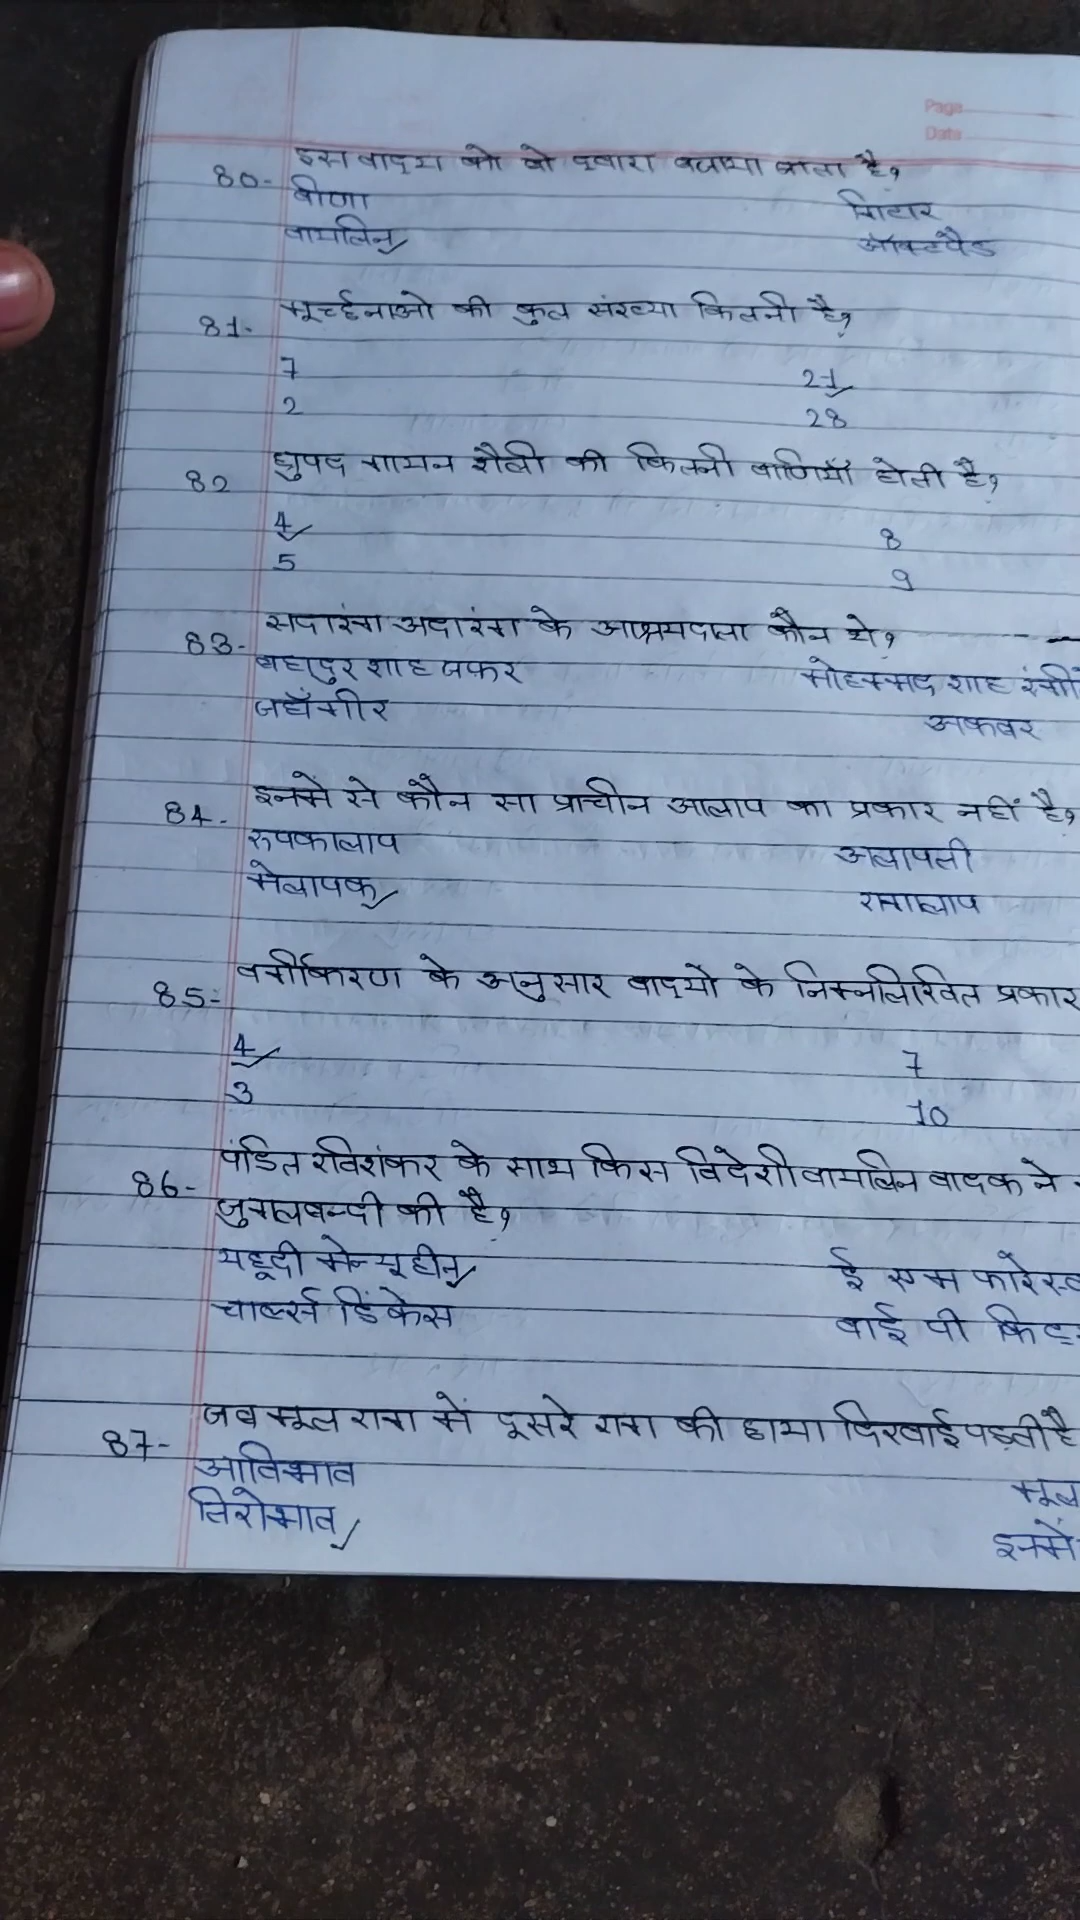 Page
Date
80- इस वाद्य को बो द्वारा बजाया जाता है?
वीणा गिटार
वायलिन ऑक्टपैड
81- मूर्च्छनाओ की कुल संख्या कितनी है?
7 21
2 28
82 ध्रुपद गायन शैली की कितनी वाणियाँ होती है?
4 8
5 9
83- सदारंग अदारंग के आश्रयदाता कौन थे?
बहादुर शाह जफर मोहम्मद शाह
जहाँगीर अकबर
84- इनमे से कौन सा प्राचीन आलाप का प्रकार नहीं है?
रुपकालाप अलापती
मेलापक रागालाप
85- वर्गीकरण के अनुसार वाद्यो के निम्नलिखित प्रकार
4 7
3 10
86- पंडित रविशंकर के साथ किस विदेशी वायलिन वादक ने
जुगलबन्दी की है?
यहूदी मेन्यूहीन ई एम
चार्ल्स डिंकेस वाई पी
87- जब मूल राग में दूसरे राग की छाया दिखाई पड़ती है
आविभाव मूल
तिरोभाव इनमें